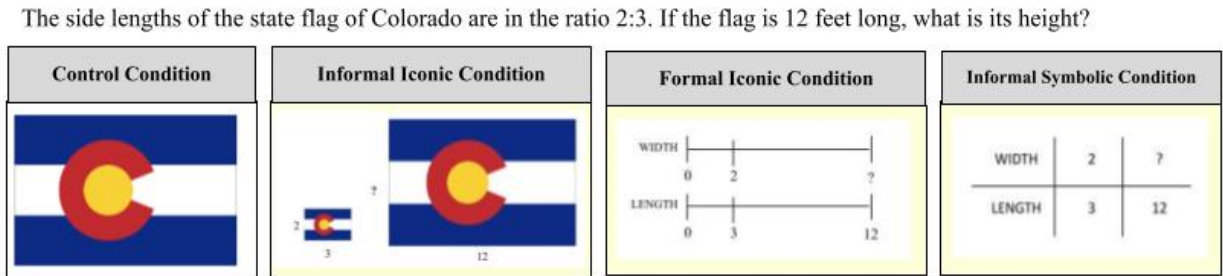 The side lengths of the state flag of Colorado are in the ratio 2:3. If the flag is 12 feet long, what is its height?
Control Condition
Informal Iconic Condition
?
2
3
12
Formal Iconic Condition
WIDTH
0 2 ?
LENGTH
0 3 12
Informal Symbolic Condition
WIDTH 2 ?
LENGTH 3 12